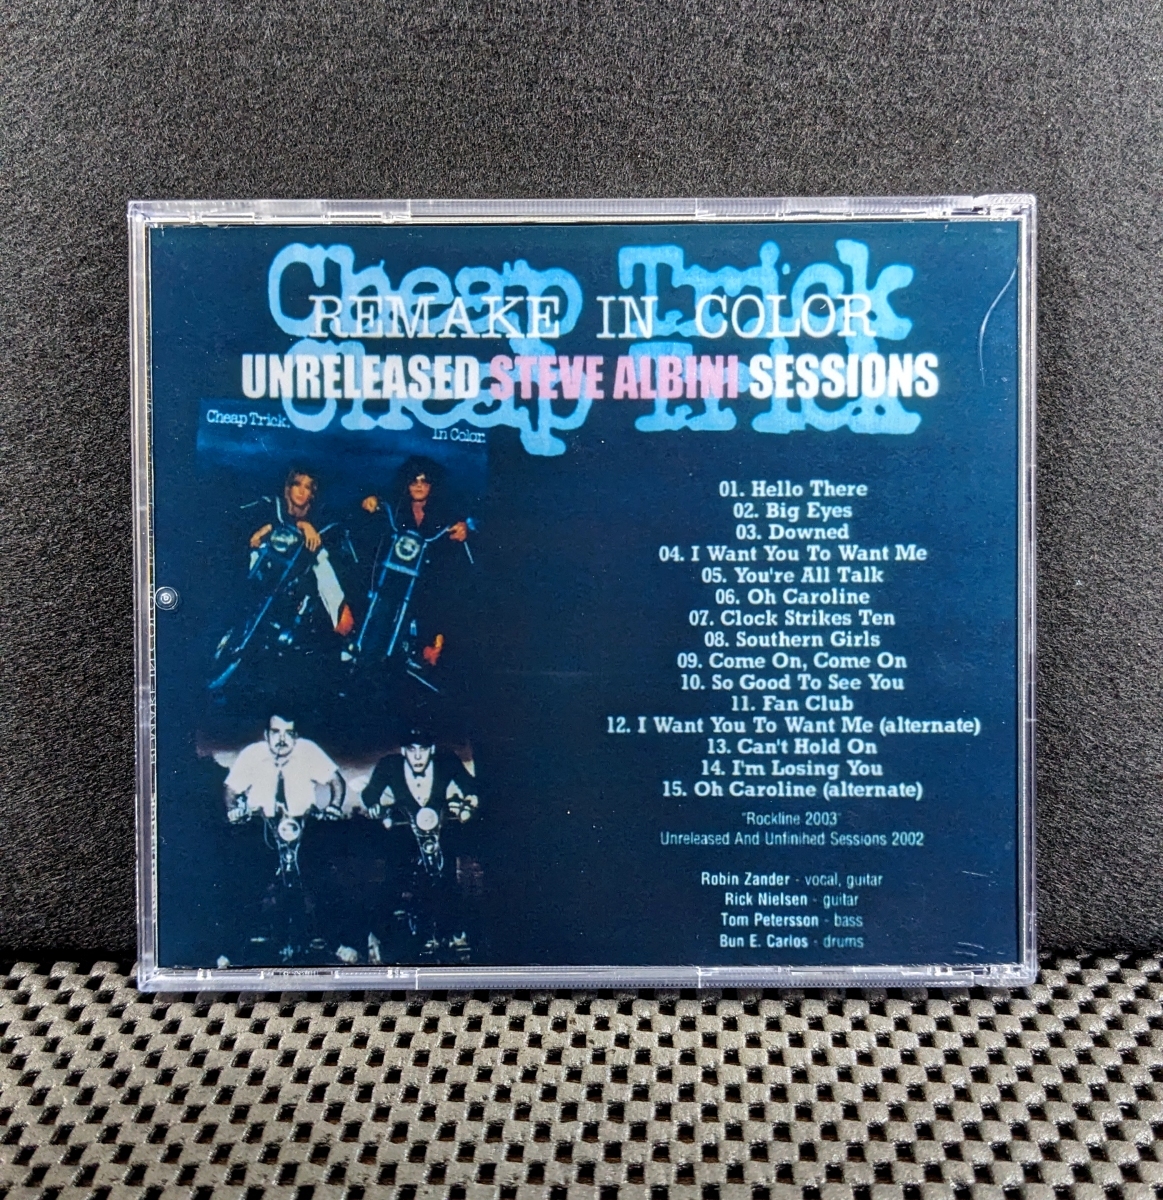 Cheap Trick
REMAKE IN COLOR
Cheap Trick
UNRELEASED STEVE ALBINI SESSIONS
Cheap Trick.
In Color.
01. Hello There
02. Big Eyes
03. Downed
04. I Want You To Want Me
05. You're All Talk
06. Oh Caroline
07. Clock Strikes Ten
08. Southern Girls
09. Come On, Come On
10. So Good To See You
11. Fan Club
12. I Want You To Want Me (alternate)
13. Can't Hold On
14. I'm Losing You
15. Oh Caroline (alternate)
"Rockline 2003"
Unreleased And Unfinihed Sessions 2002
Robin Zander - vocal, guitar
Rick Nielsen - guitar
Tom Petersson - bass
Bun E. Carlos - drums